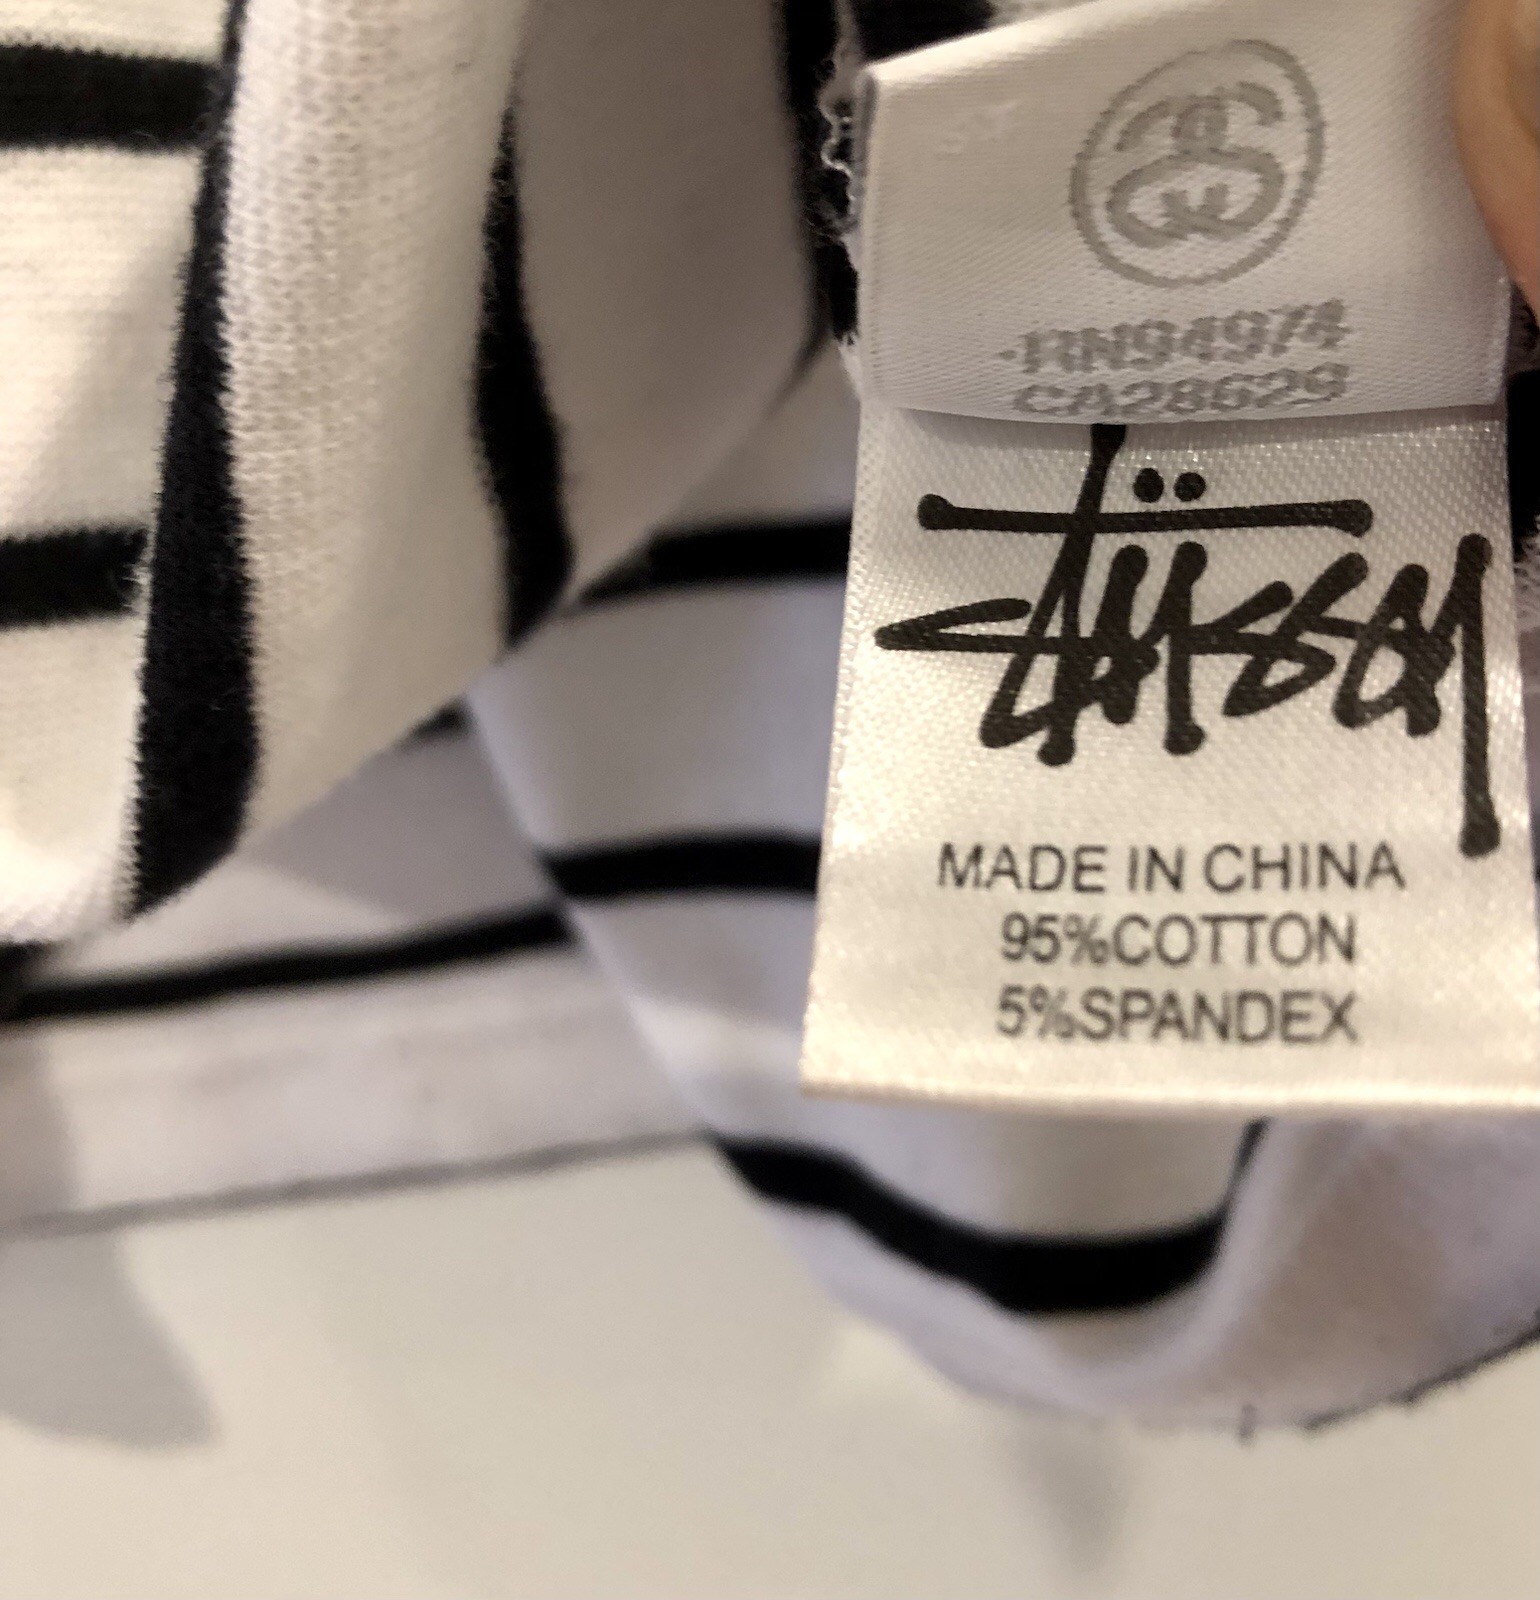 RN94974
CA28629
Stüssy
MADE IN CHINA
95%COTTON
5%SPANDEX